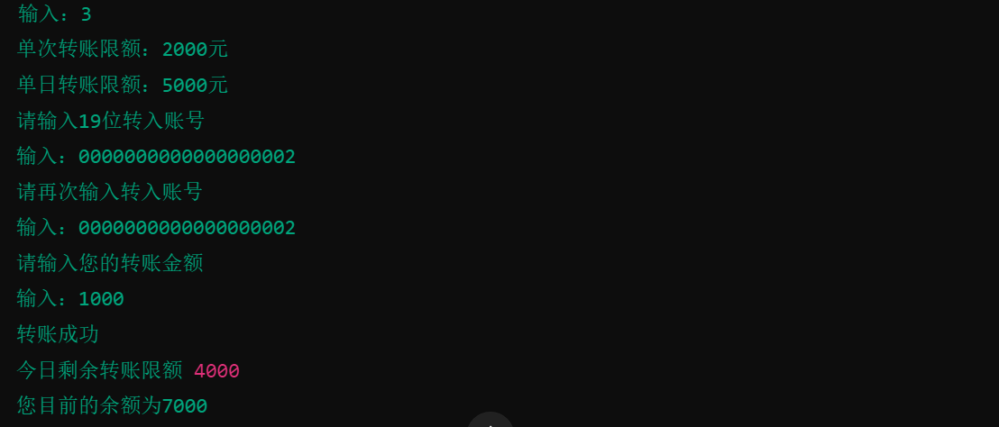 输入：3
单次转账限额：2000元
单日转账限额：5000元
请输入19位转入账号
输入：0000000000000000002
请再次输入转入账号
输入：0000000000000000002
请输入您的转账金额
输入：1000
转账成功
今日剩余转账限额 4000
您目前的余额为7000